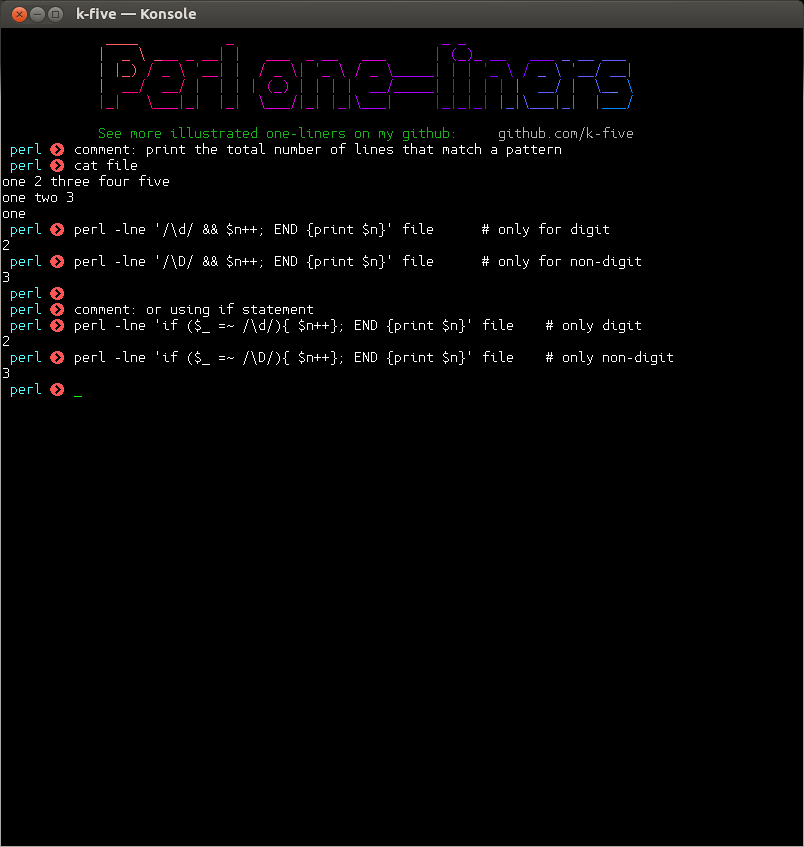 k-five — Konsole
Perl one-liners
See more illustrated one-liners on my github: github.com/k-five
perl comment: print the total number of lines that match a pattern
perl cat file
one 2 three four five
one two 3
one
perl perl -lne '/\d/ && $n++; END {print $n}' file # only for digit
2
perl perl -lne '/\D/ && $n++; END {print $n}' file # only for non-digit
3
perl
perl comment: or using if statement
perl perl -lne 'if ($_ =~ /\d/){ $n++}; END {print $n}' file # only digit
2
perl perl -lne 'if ($_ =~ /\D/){ $n++}; END {print $n}' file # only non-digit
3
perl _